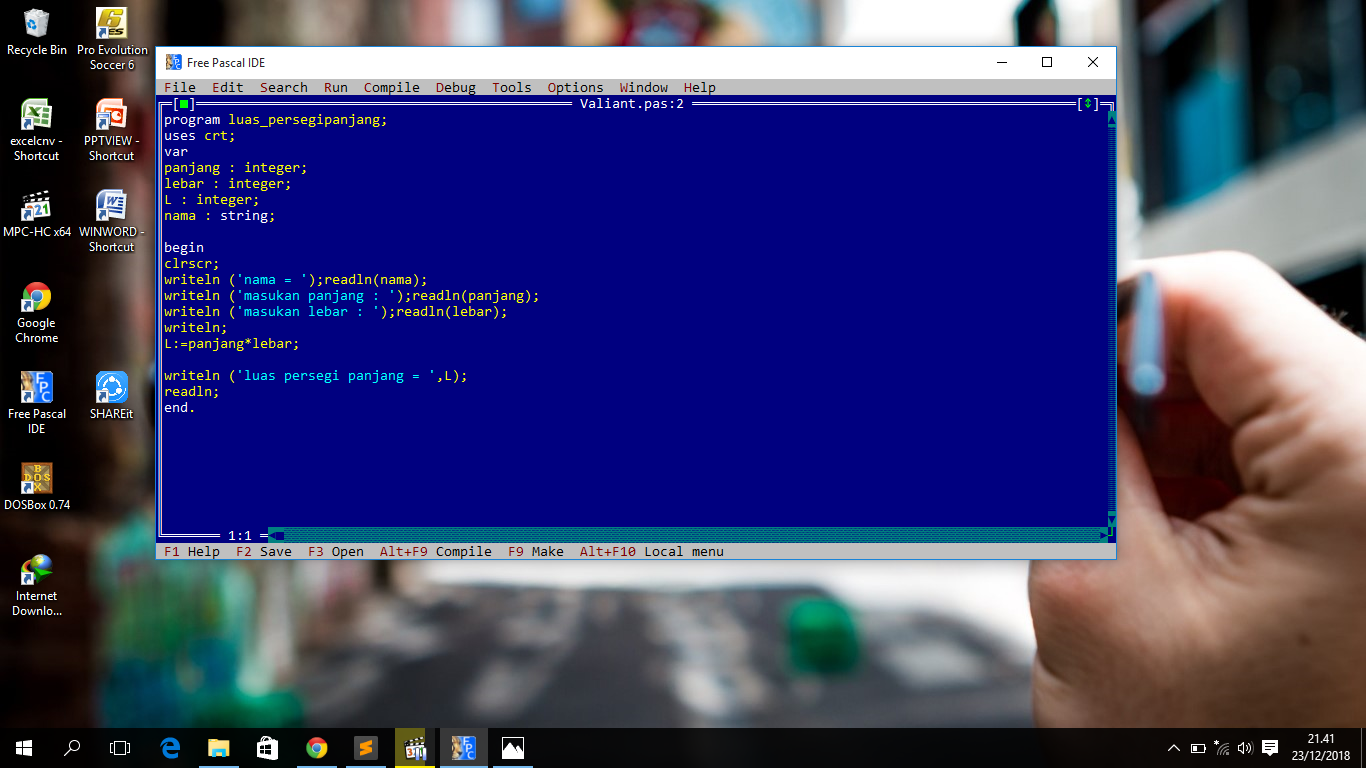 Recycle Bin
Pro Evolution
Soccer 6
excelcnv -
Shortcut
PPTVIEW -
Shortcut
MPC-HC x64
WINWORD -
Shortcut
Google
Chrome
Free Pascal
IDE
SHAREit
DOSBox 0.74
Internet
Downlo...
Free Pascal IDE
File Edit Search Run Compile Debug Tools Options Window Help
Valiant.pas:2
program luas_persegipanjang;
uses crt;
var
panjang : integer;
lebar : integer;
L : integer;
nama : string;
begin
clrscr;
writeln ('nama = ');readln(nama);
writeln ('masukan panjang : ');readln(panjang);
writeln ('masukan lebar : ');readln(lebar);
writeln;
L:=panjang*lebar;
writeln ('luas persegi panjang = ',L);
readln;
end.
1:1
F1 Help F2 Save F3 Open Alt+F9 Compile F9 Make Alt+F10 Local menu
21.41
23/12/2018